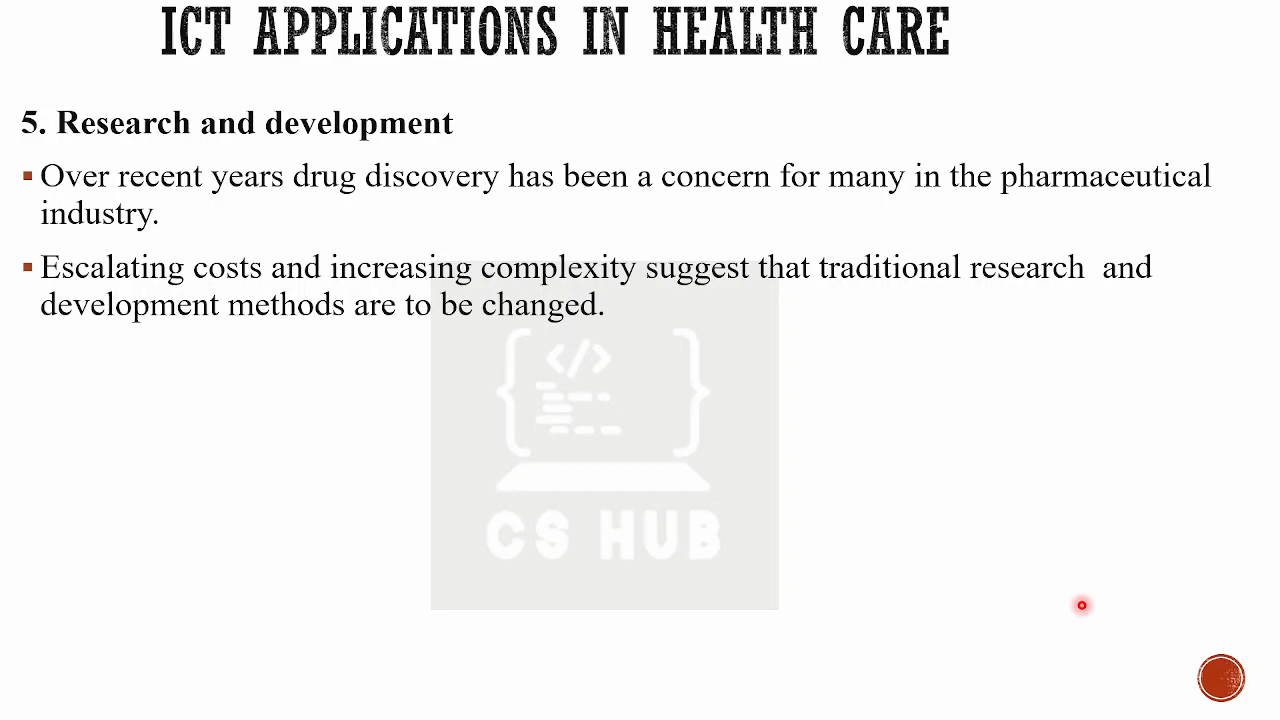 ICT APPLICATIONS IN HEALTH CARE
5. Research and development
▪ Over recent years drug discovery has been a concern for many in the pharmaceutical
industry.
▪ Escalating costs and increasing complexity suggest that traditional research and
development methods are to be changed.
</>
CS HUB